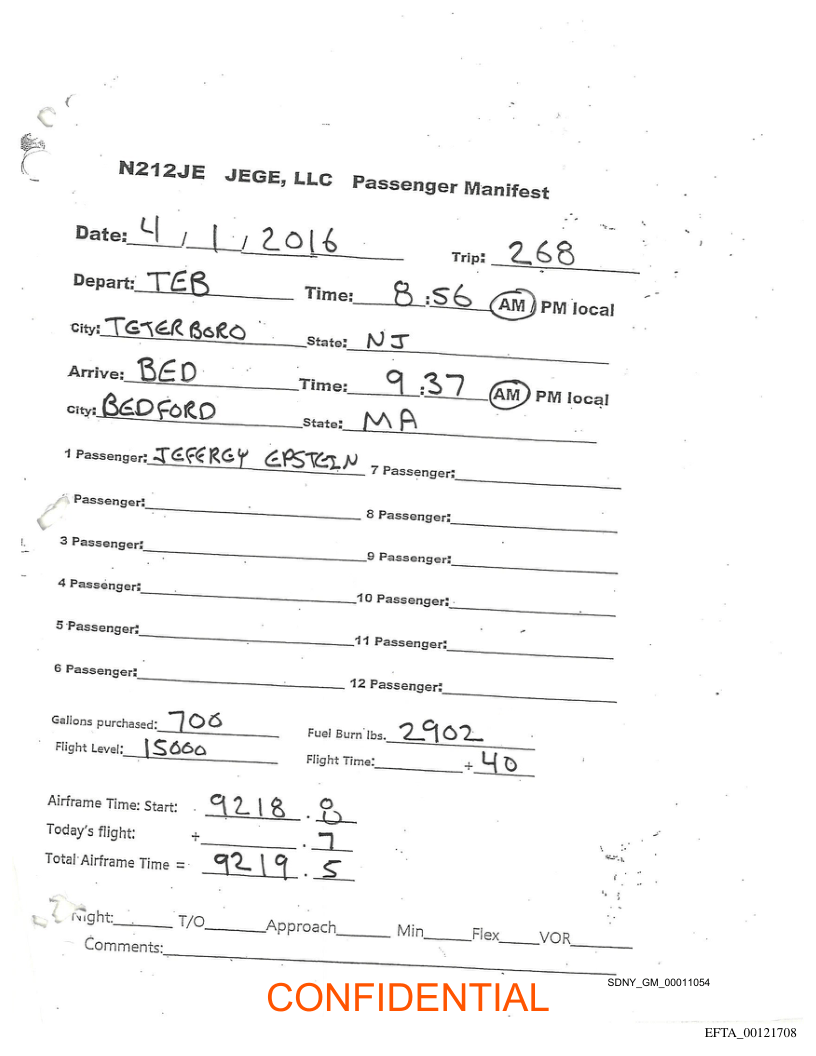 N212JE JEGE, LLC Passenger Manifest
Date: 4 / 1 / 2016 Trip: 268
Depart: TEB Time: 8:56 AM PM local
City: TETERBORO State: NJ
Arrive: BED Time: 9:37 AM PM local
City: BEDFORD State: MA
1 Passenger: JEFEREY EPSTEIN 7 Passenger:
Passenger: 8 Passenger:
3 Passenger: 9 Passenger:
4 Passenger: 10 Passenger:
5 Passenger: 11 Passenger:
6 Passenger: 12 Passenger:
Gallons purchased: 700 Fuel Burn lbs. 2902
Flight Level: 15000 Flight Time: + 40
Airframe Time: Start: 9218.8
Today's flight: + .7
Total Airframe Time = 9219.5
Night: T/O Approach Min Flex VOR
Comments:
SDNY_GM_00011054
CONFIDENTIAL
EFTA_00121708